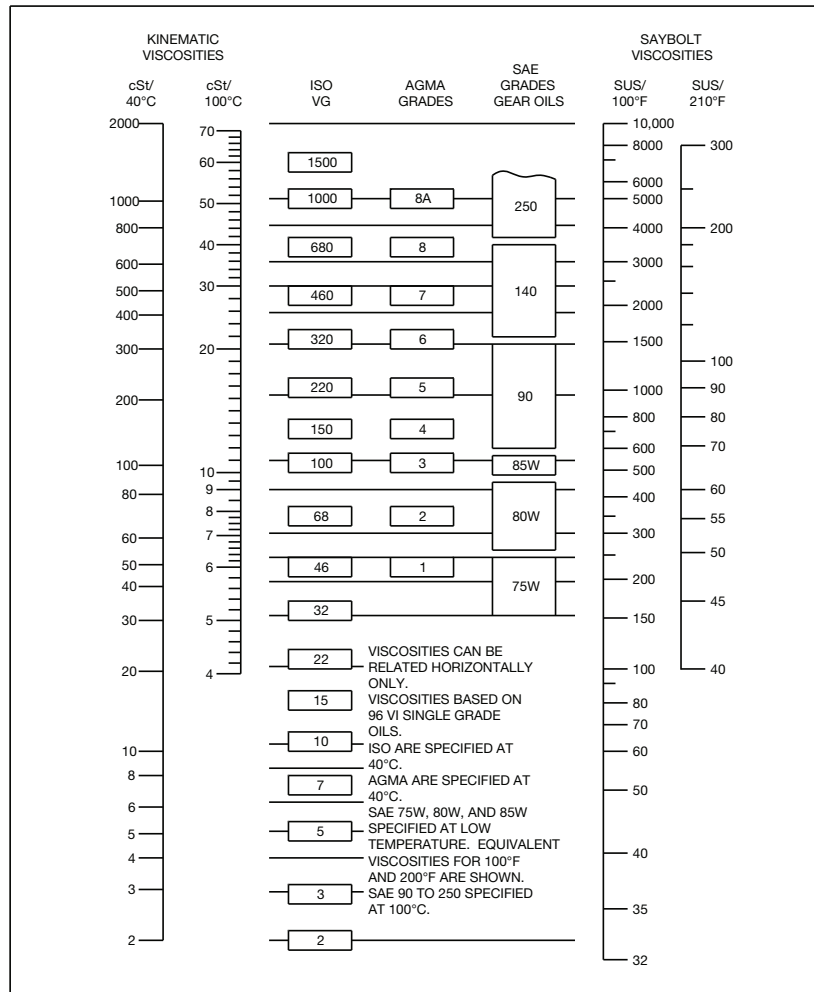 KINEMATIC
VISCOSITIES
SAYBOLT
VISCOSITIES
cSt/
40°C
cSt/
100°C
ISO
VG
AGMA
GRADES
SAE
GRADES
GEAR OILS
SUS/
100°F
SUS/
210°F
2000
1000
800
600
500
400
300
200
100
80
60
50
40
30
20
10
8
6
5
4
3
2
70
60
50
40
30
20
10
9
8
7
6
5
4
1500
1000
680
460
320
220
150
100
68
46
32
22
15
10
7
5
3
2
8A
8
7
6
5
4
3
2
1
250
140
90
85W
80W
75W
VISCOSITIES CAN BE
RELATED HORIZONTALLY
ONLY.
VISCOSITIES BASED ON
96 VI SINGLE GRADE
OILS.
ISO ARE SPECIFIED AT
40°C.
AGMA ARE SPECIFIED AT
40°C.
SAE 75W, 80W, AND 85W
SPECIFIED AT LOW
TEMPERATURE. EQUIVALENT
VISCOSITIES FOR 100°F
AND 200°F ARE SHOWN.
SAE 90 TO 250 SPECIFIED
AT 100°C.
10,000
8000
6000
5000
4000
3000
2000
1500
1000
800
600
500
400
300
200
150
100
80
70
60
50
40
35
32
300
200
100
90
80
70
60
55
50
45
40